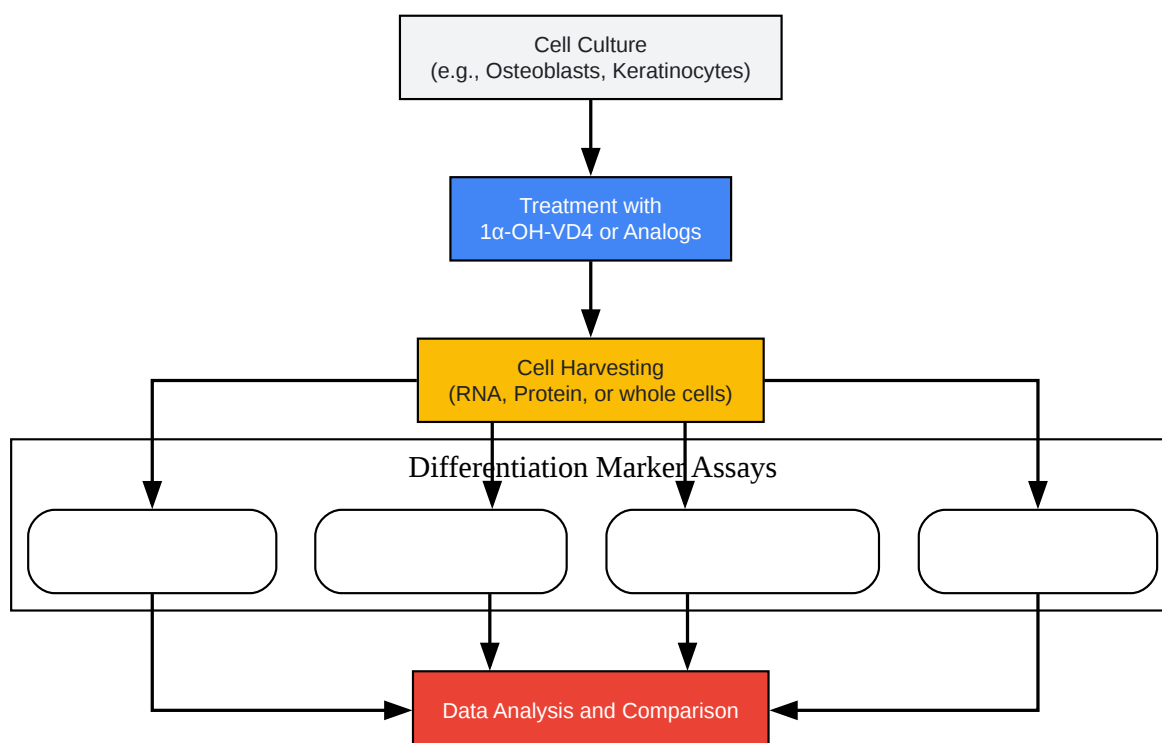 Cell Culture
(e.g., Osteoblasts, Keratinocytes)
Treatment with
1α-OH-VD4 or Analogs
Cell Harvesting
(RNA, Protein, or whole cells)
Differentiation Marker Assays
Data Analysis and Comparison